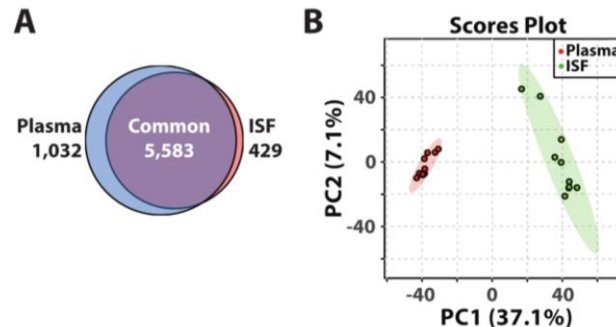 A
Plasma
1,032
Common
5,583
ISF
429
B
Scores Plot
Plasma
ISF
PC2 (7.1%)
40
0
-40
-40
0
40
PC1 (37.1%)